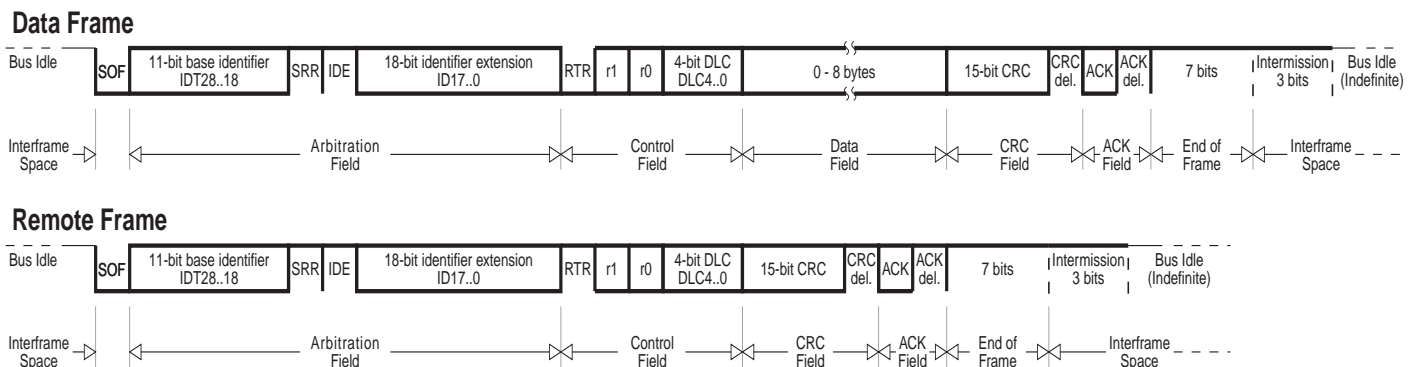 Data Frame
Bus Idle SOF 11-bit base identifier IDT28..18 SRR IDE 18-bit identifier extension ID17..0 RTR r1 r0 4-bit DLC DLC4..0 0 - 8 bytes 15-bit CRC CRC del. ACK ACK del. 7 bits Intermission 3 bits Bus Idle (Indefinite)
Interframe Space Arbitration Field Control Field Data Field CRC Field ACK Field End of Frame Interframe Space
Remote Frame
Bus Idle SOF 11-bit base identifier IDT28..18 SRR IDE 18-bit identifier extension ID17..0 RTR r1 r0 4-bit DLC DLC4..0 15-bit CRC CRC del. ACK ACK del. 7 bits Intermission 3 bits Bus Idle (Indefinite)
Interframe Space Arbitration Field Control Field CRC Field ACK Field End of Frame Interframe Space